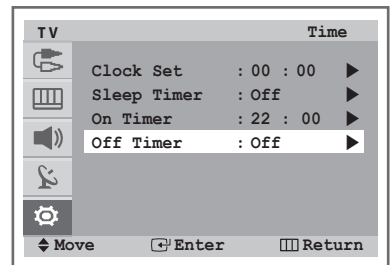 TV Time
Clock Set : 00 : 00
Sleep Timer : Off
On Timer : 22 : 00
Off Timer : Off
Move Enter Return